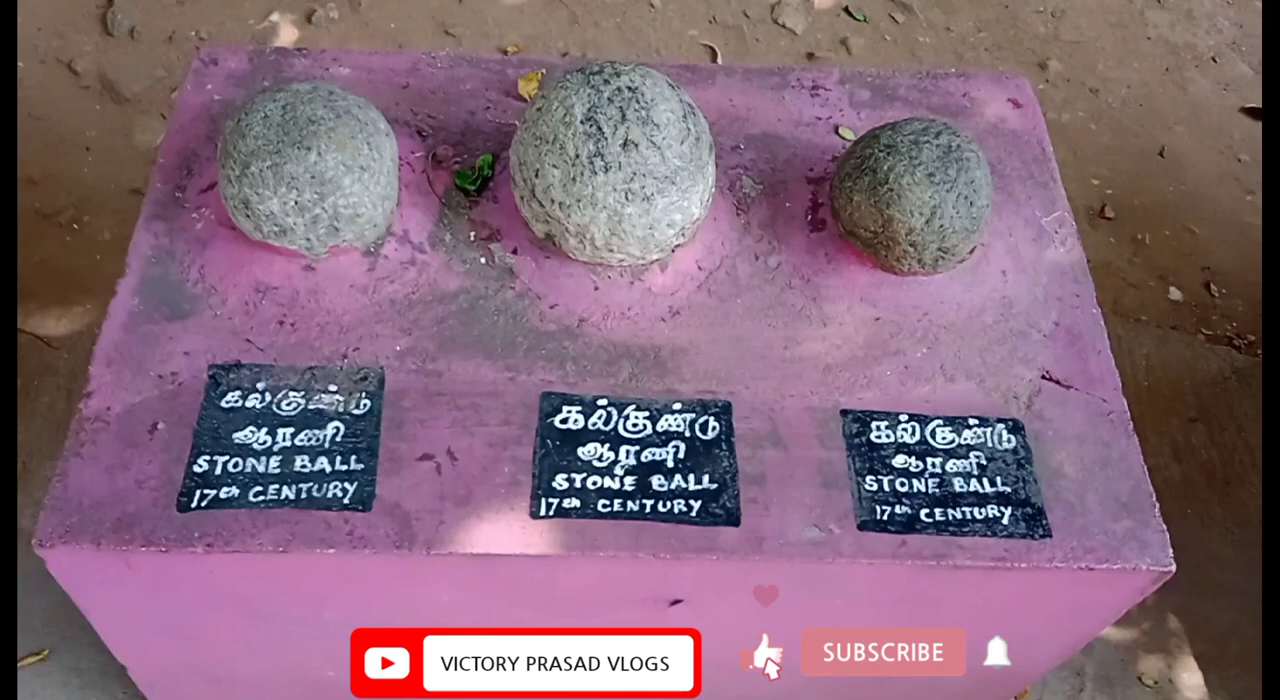 கல்குண்டு
ஆரணி
STONE BALL
17th CENTURY
கல்குண்டு
ஆரணி
STONE BALL
17th CENTURY
கல்குண்டு
ஆரணி
STONE BALL
17th CENTURY
VICTORY PRASAD VLOGS
SUBSCRIBE